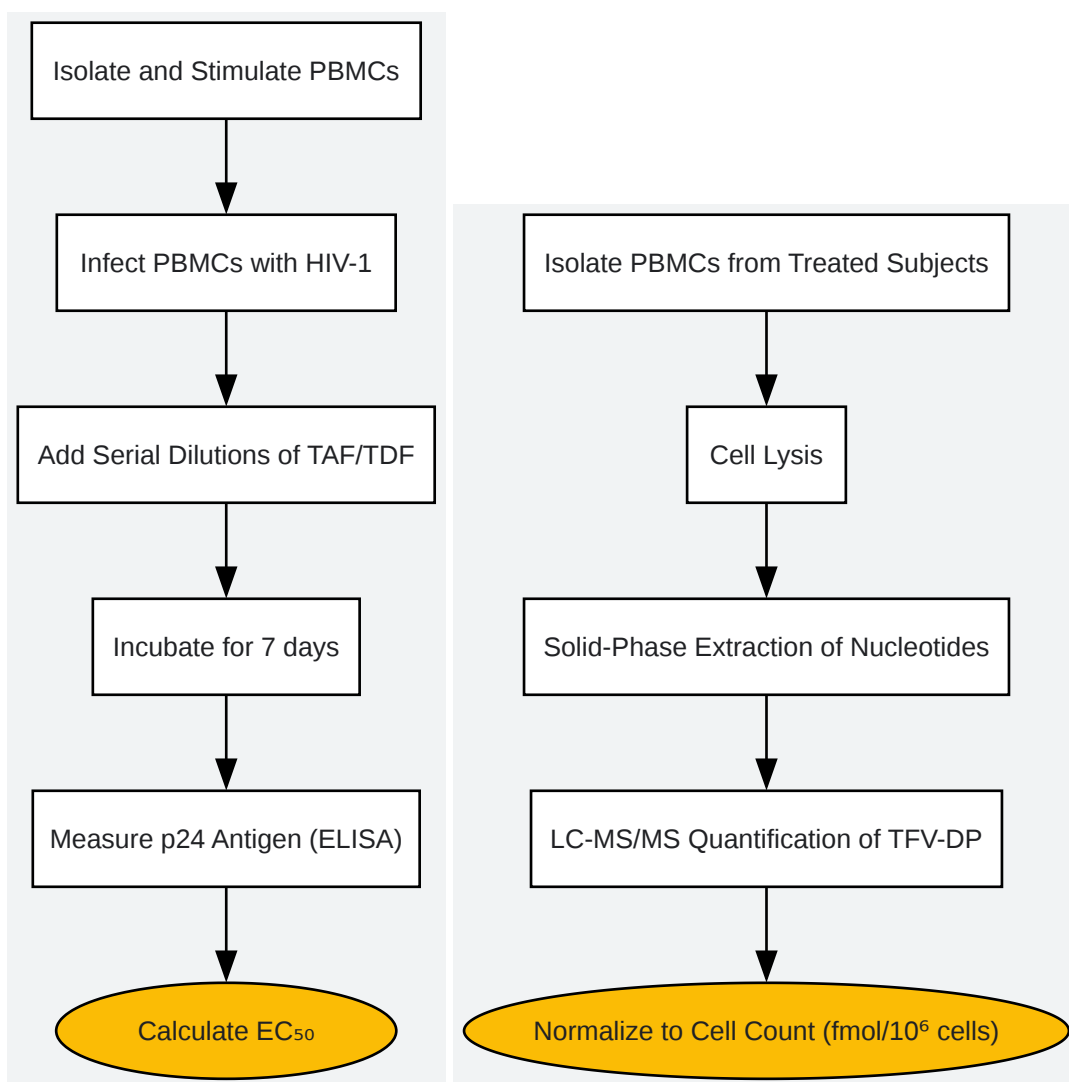 Isolate and Stimulate PBMCs
Infect PBMCs with HIV-1
Add Serial Dilutions of TAF/TDF
Incubate for 7 days
Measure p24 Antigen (ELISA)
Calculate EC₅₀
Isolate PBMCs from Treated Subjects
Cell Lysis
Solid-Phase Extraction of Nucleotides
LC-MS/MS Quantification of TFV-DP
Normalize to Cell Count (fmol/10⁶ cells)